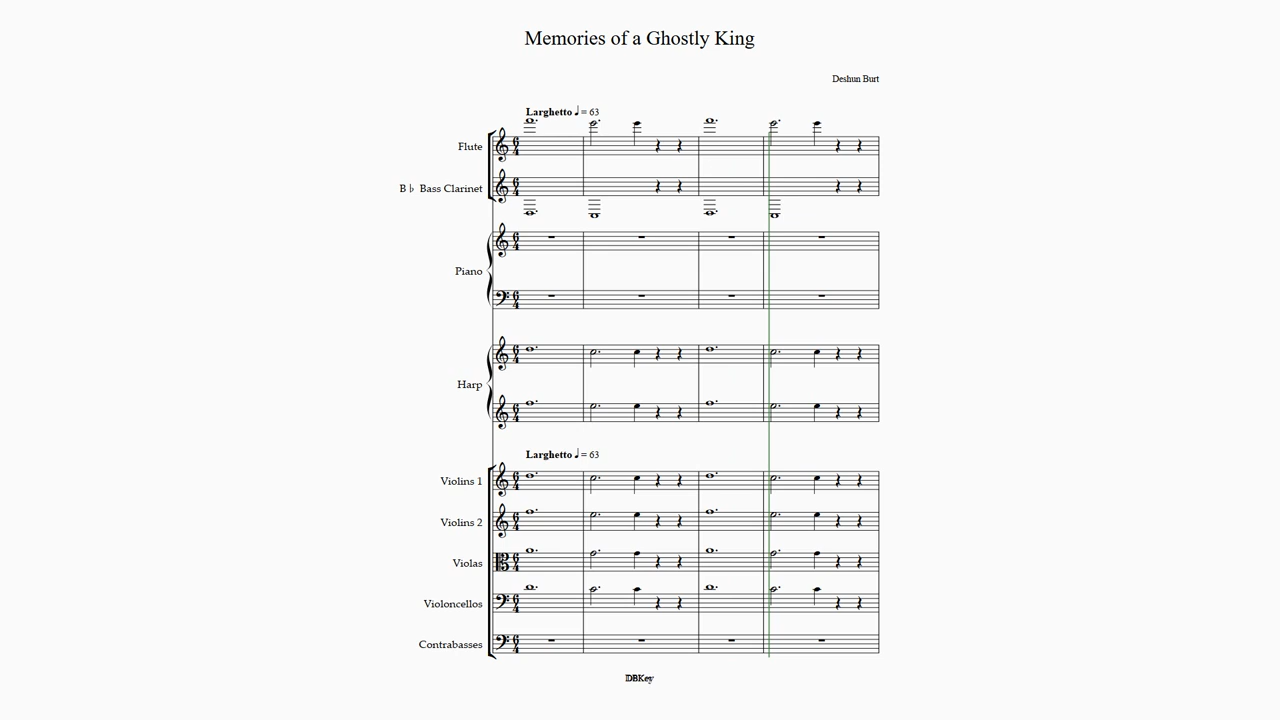 Memories of a Ghostly King
Deshun Burt
Larghetto ♩ = 63
Flute
B♭ Bass Clarinet
Piano
Harp
Larghetto ♩ = 63
Violins 1
Violins 2
Violas
Violoncellos
Contrabasses